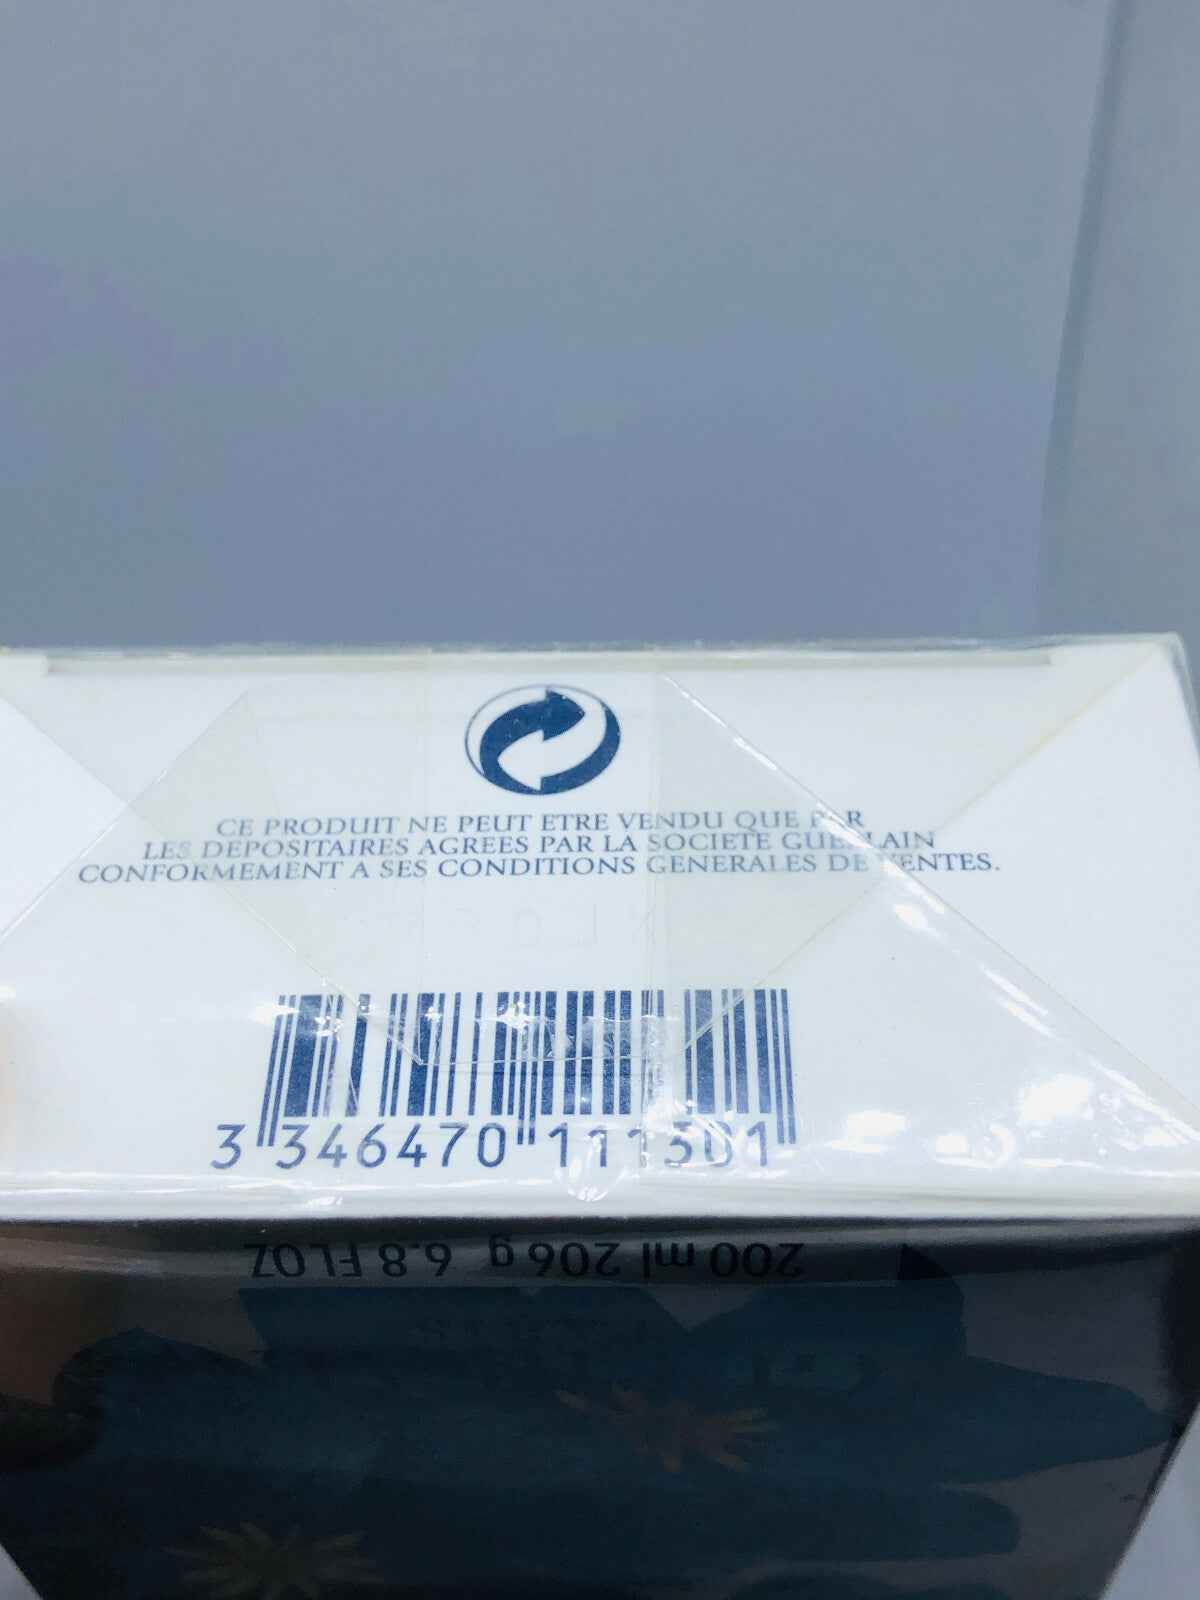 CE PRODUIT NE PEUT ETRE VENDU QUE PAR
LES DEPOSITAIRES AGREES PAR LA SOCIETE GUERLAIN
CONFORMEMENT A SES CONDITIONS GENERALES DE VENTES.
3 346470 111301
200 ml 206 g 6.8 FL OZ